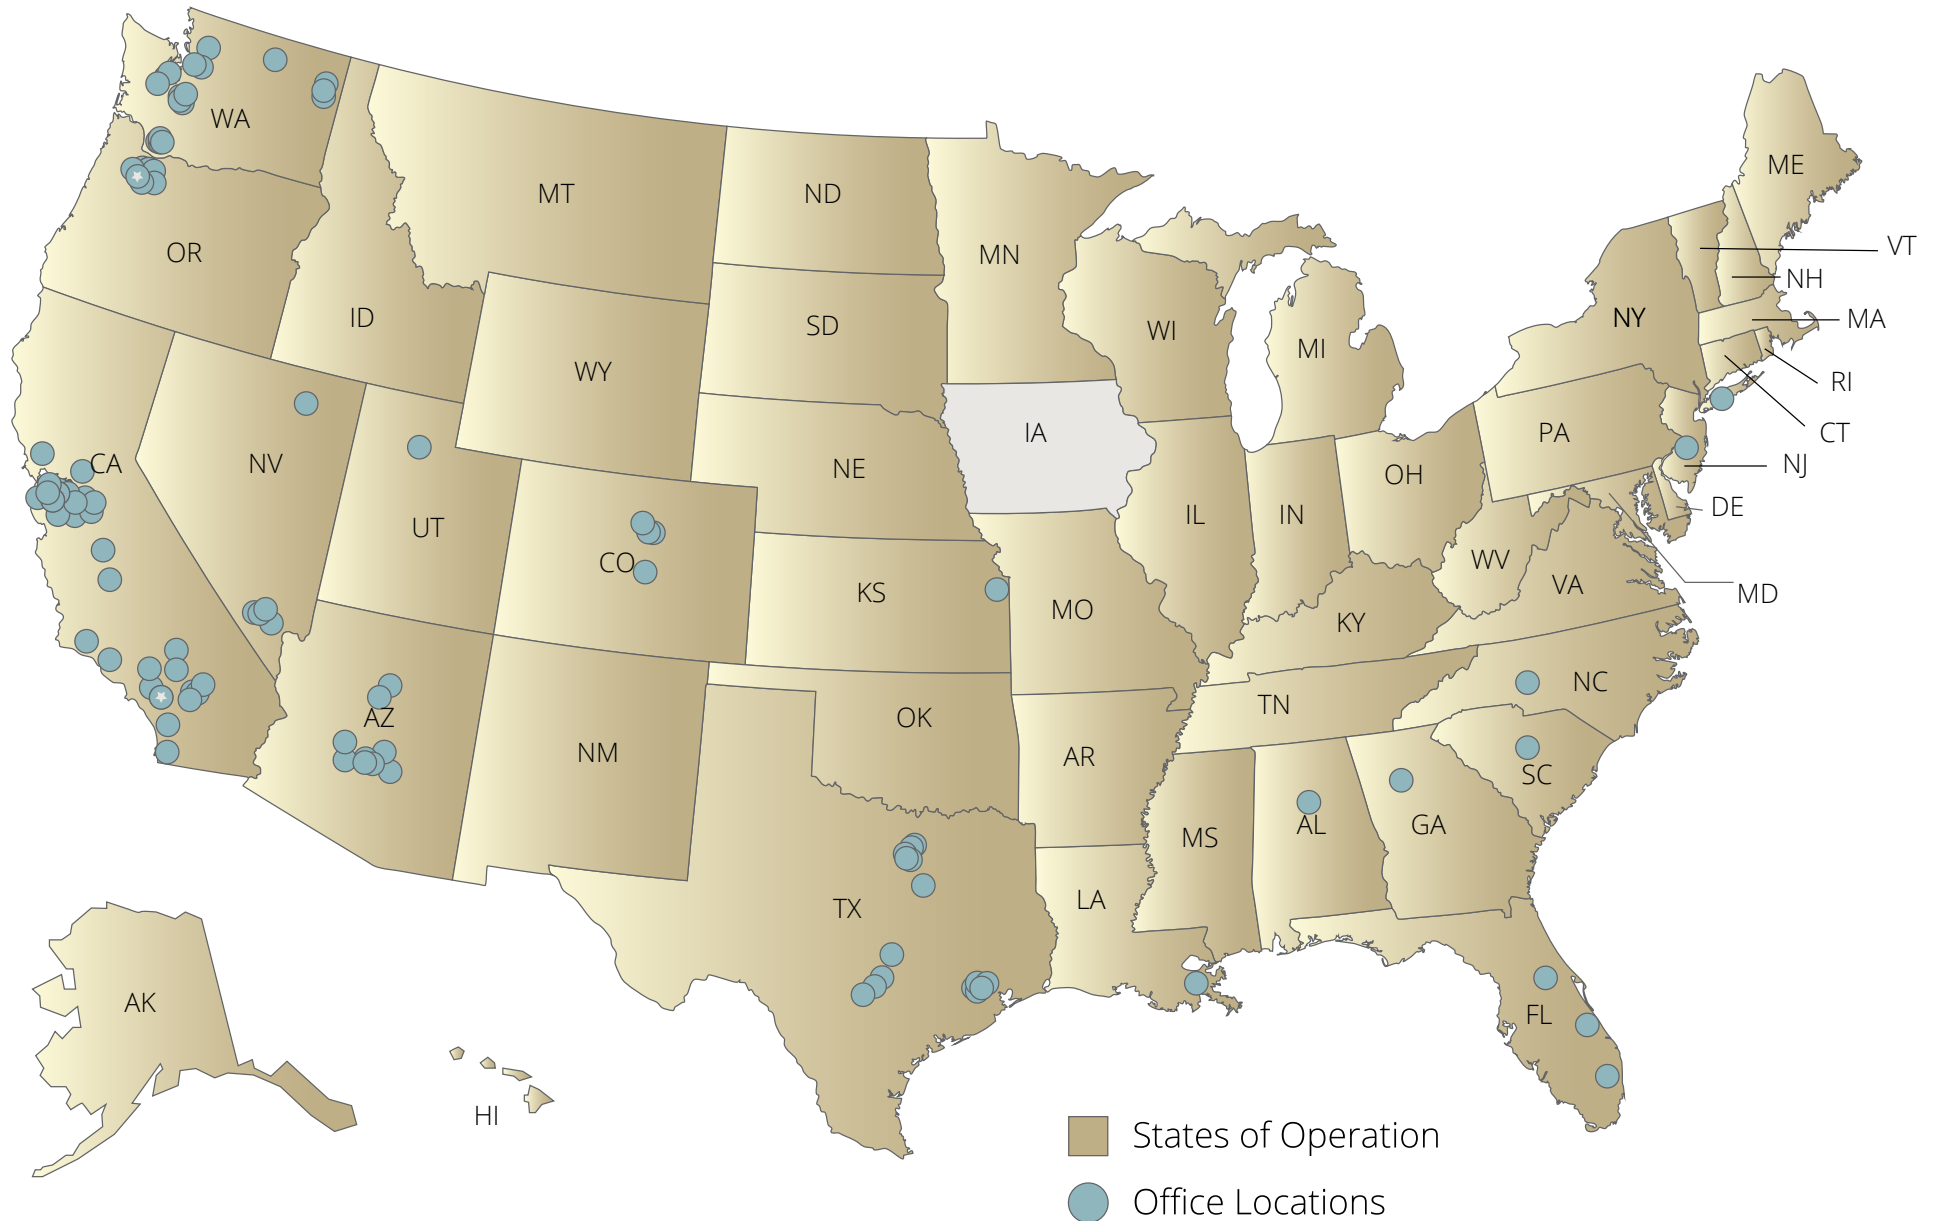 WA
MT
ND
ME
OR
MN
VT
NH
ID
SD
WI
NY
MA
MI
WY
RI
CA
NV
NE
IA
OH
PA
CT
NJ
UT
CO
IL
IN
DE
WV
KS
MO
VA
MD
KY
AZ
NM
OK
TN
NC
AR
SC
TX
MS
AL
GA
LA
AK
FL
HI
States of Operation
Office Locations